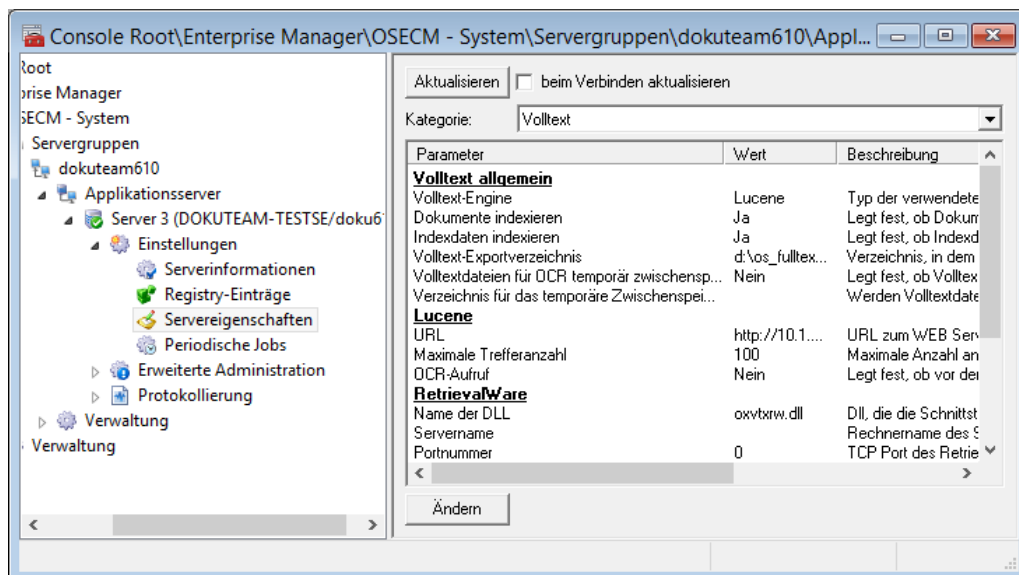 Console Root\Enterprise Manager\OSECM - System\Servergruppen\dokuteam610\Appl...
Root
prise Manager
SECM - System
Servergruppen
dokuteam610
Applikationsserver
Server 3 (DOKUTEAM-TESTSE/doku6
Einstellungen
Serverinformationen
Registry-Einträge
Servereigenschaften
Periodische Jobs
Erweiterte Administration
Protokollierung
Verwaltung
Verwaltung
Aktualisieren beim Verbinden aktualisieren
Kategorie: Volltext
Parameter Wert Beschreibung
Volltext allgemein
Volltext-Engine Lucene Typ der verwendete
Dokumente indexieren Ja Legt fest, ob Dokum
Indexdaten indexieren Ja Legt fest, ob Indexd
Volltext-Exportverzeichnis d:\os_fulltex... Verzeichnis, in dem
Volltextdateien für OCR temporär zwischensp... Nein Legt fest, ob Volltex
Verzeichnis für das temporäre Zwischenspei... Werden Volltextdate
Lucene
URL http://10.1.... URL zum WEB Serv
Maximale Trefferanzahl 100 Maximale Anzahl an
OCR-Aufruf Nein Legt fest, ob vor der
RetrievalWare
Name der DLL oxvtxrw.dll Dll, die die Schnittst
Servername Rechnername des S
Portnummer 0 TCP Port des Retrie
Ändern